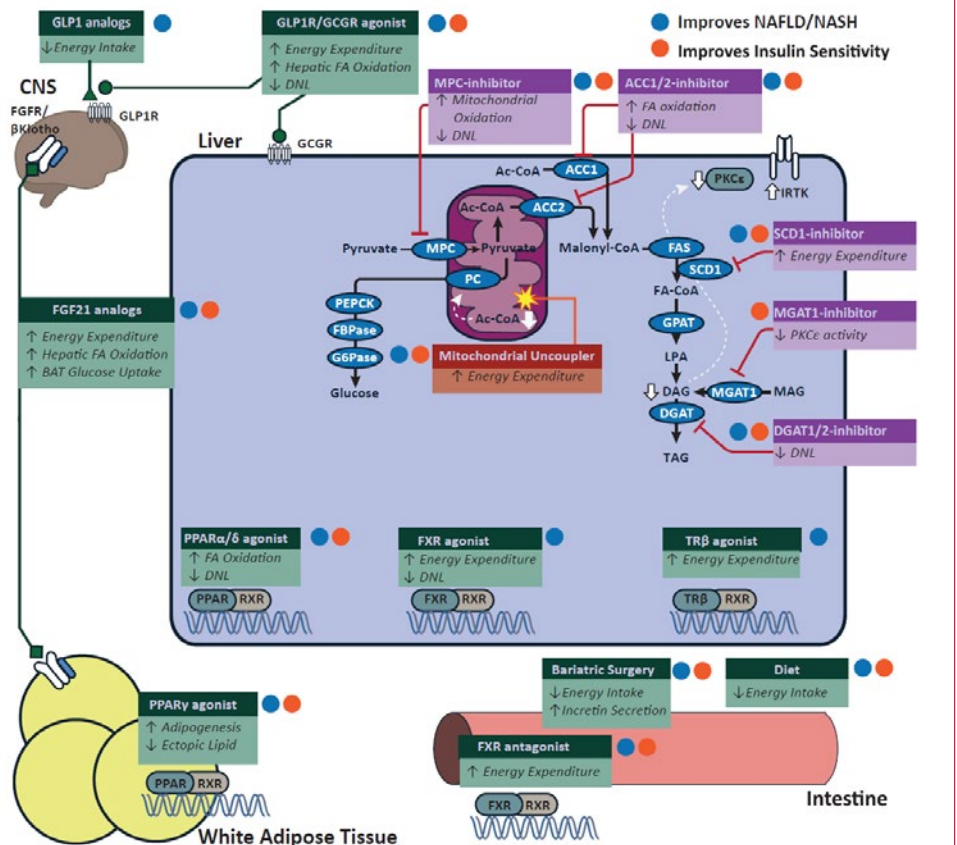 GLP1 analogs
↓Energy Intake
GLP1R/GCGR agonist
↑ Energy Expenditure
↑ Hepatic FA Oxidation
↓ DNL
Improves NAFLD/NASH
Improves Insulin Sensitivity
CNS
FGFR/
βKlotho
GLP1R
MPC-inhibitor
↑ Mitochondrial
Oxidation
↓ DNL
ACC1/2-inhibitor
↑ FA oxidation
↓ DNL
Liver
GCGR
Ac-CoA
ACC1
PKCε
IRTK
Ac-CoA
ACC2
Pyruvate
MPC
Pyruvate
Malonyl-CoA
FAS
SCD1
SCD1-inhibitor
↑ Energy Expenditure
PC
FA-CoA
PEPCK
FBPase
G6Pase
Glucose
Ac-CoA
GPAT
LPA
MGAT1-inhibitor
↓ PKCε activity
FGF21 analogs
↑ Energy Expenditure
↑ Hepatic FA Oxidation
↑ BAT Glucose Uptake
Mitochondrial Uncoupler
↑ Energy Expenditure
DAG
MGAT1
MAG
DGAT
TAG
DGAT1/2-inhibitor
↓ DNL
PPARα/δ agonist
↑ FA Oxidation
↓ DNL
PPAR RXR
FXR agonist
↑ Energy Expenditure
↓ DNL
FXR RXR
TRβ agonist
↑ Energy Expenditure
TRβ RXR
Bariatric Surgery
↓Energy Intake
↑Incretin Secretion
Diet
↓Energy Intake
PPARγ agonist
↑ Adipogenesis
↓ Ectopic Lipid
PPAR RXR
White Adipose Tissue
FXR antagonist
↑ Energy Expenditure
FXR RXR
Intestine